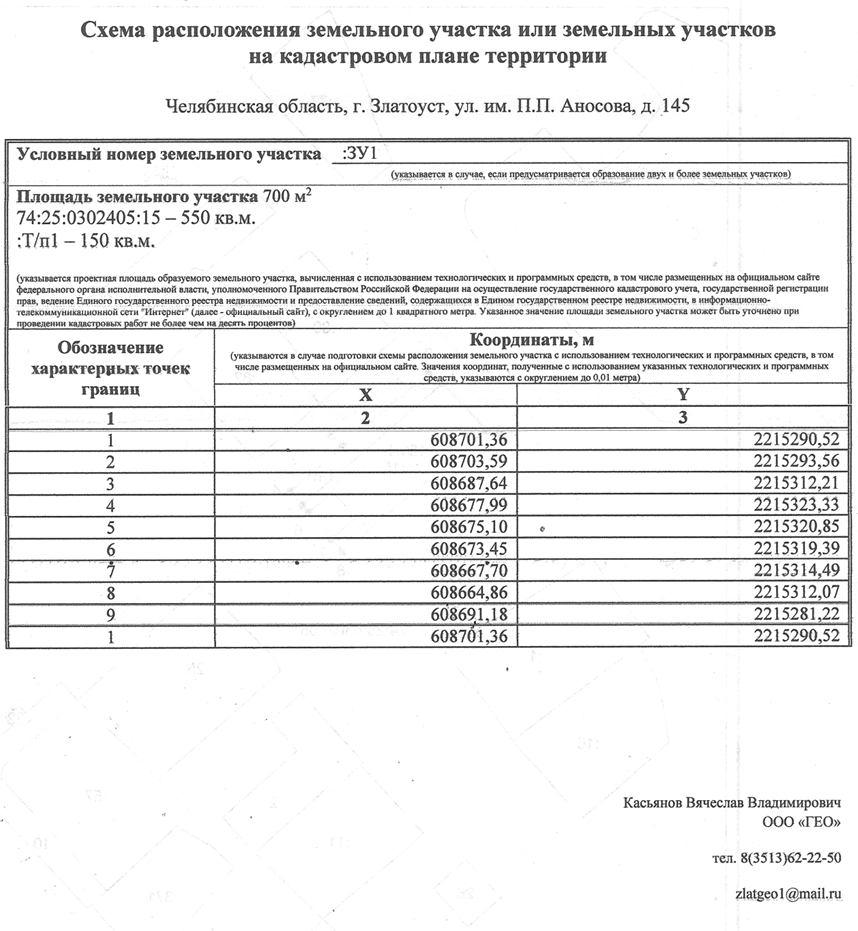 Схема расположения земельного участка или земельных участков
на кадастровом плане территории
Челябинская область, г. Златоуст, ул. им. П.П. Аносова, д. 145
Условный номер земельного участка :ЗУ1
(указывается в случае, если предусматривается образование двух и более земельных участков)
Площадь земельного участка 700 м²
74:25:0302405:15 – 550 кв.м.
:Т/п1 – 150 кв.м.
(указывается проектная площадь образуемого земельного участка, вычисленная с использованием технологических и программных средств, в том числе размещенных на официальном сайте
федерального органа исполнительной власти, уполномоченного Правительством Российской Федерации на осуществление государственного кадастрового учета, государственной регистрации
прав, ведение Единого государственного реестра недвижимости и предоставление сведений, содержащихся в Едином государственном реестре недвижимости, в информационно-
телекоммуникационной сети "Интернет" (далее - официальный сайт), с округлением до 1 квадратного метра. Указанное значение площади земельного участка может быть уточнено при
проведении кадастровых работ не более чем на десять процентов)
Обозначение характерных точек границ
Координаты, м
(указываются в случае подготовки схемы расположения земельного участка с использованием технологических и программных средств, в том
числе размещенных на официальном сайте. Значения координат, полученные с использованием указанных технологических и программных
средств, указываются с округлением до 0,01 метра)
X Y
1 2 3
1 608701,36 2215290,52
2 608703,59 2215293,56
3 608687,64 2215312,21
4 608677,99 2215323,33
5 608675,10 2215320,85
6 608673,45 2215319,39
7 608667,70 2215314,49
8 608664,86 2215312,07
9 608691,18 2215281,22
1 608701,36 2215290,52
Касьянов Вячеслав Владимирович
ООО «ГЕО»
тел. 8(3513)62-22-50
zlatgeo1@mail.ru